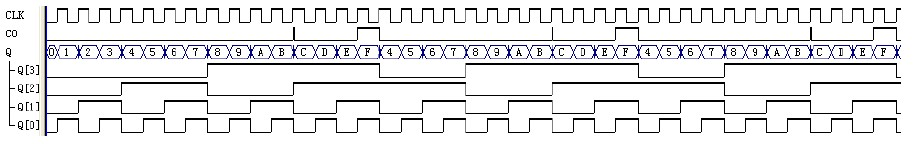 CLK
CO
Q 0 1 2 3 4 5 6 7 8 9 A B C D E F 4 5 6 7 8 9 A B C D E F 4 5 6 7 8 9 A B C D E F
Q[3]
Q[2]
Q[1]
Q[0]